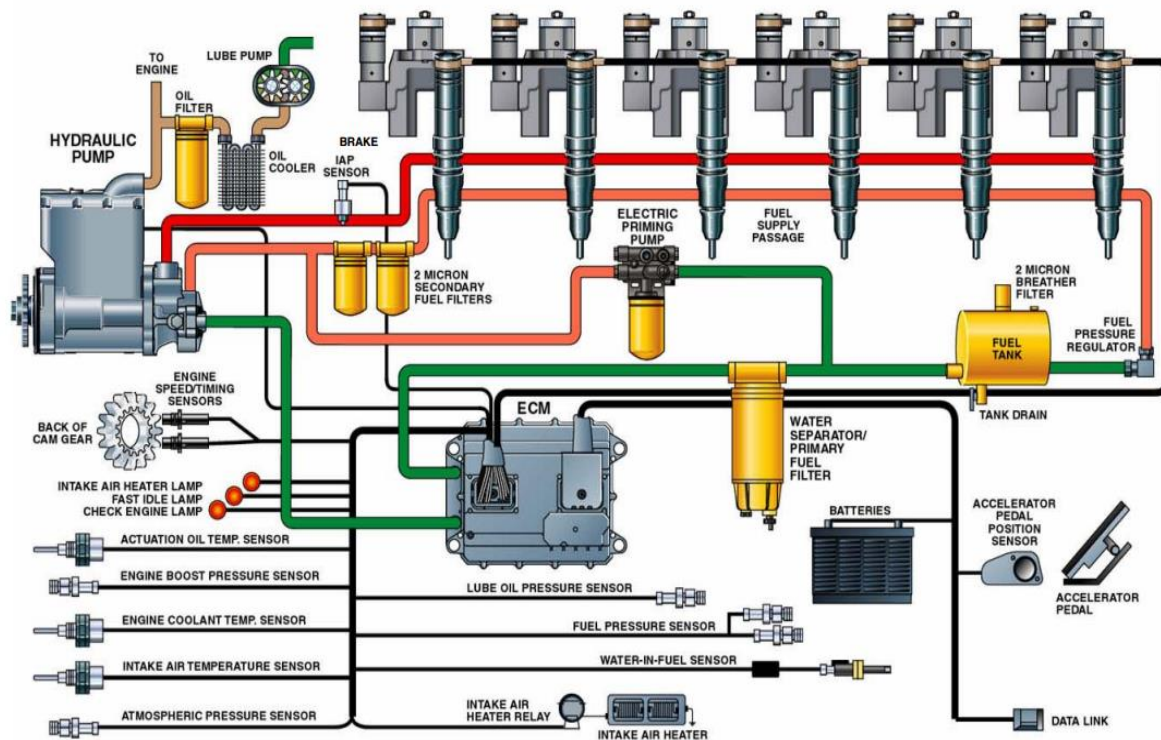 LUBE PUMP
TO
ENGINE
OIL
FILTER
HYDRAULIC
PUMP
OIL
COOLER
BRAKE
IAP
SENSOR
ELECTRIC
PRIMING
PUMP
FUEL
SUPPLY
PASSAGE
2 MICRON
SECONDARY
FUEL FILTERS
2 MICRON
BREATHER
FILTER
FUEL
PRESSURE
REGULATOR
FUEL
TANK
TANK DRAIN
ENGINE
SPEED/TIMING
SENSORS
BACK OF
CAM GEAR
ECM
WATER
SEPARATOR/
PRIMARY
FUEL
FILTER
INTAKE AIR HEATER LAMP
FAST IDLE LAMP
CHECK ENGINE LAMP
BATTERIES
ACCELERATOR
PEDAL
POSITION
SENSOR
ACCELERATOR
PEDAL
ACTUATION OIL TEMP. SENSOR
ENGINE BOOST PRESSURE SENSOR
LUBE OIL PRESSURE SENSOR
ENGINE COOLANT TEMP. SENSOR
FUEL PRESSURE SENSOR
INTAKE AIR TEMPERATURE SENSOR
WATER-IN-FUEL SENSOR
ATMOSPHERIC PRESSURE SENSOR
INTAKE AIR
HEATER RELAY
INTAKE AIR HEATER
DATA LINK